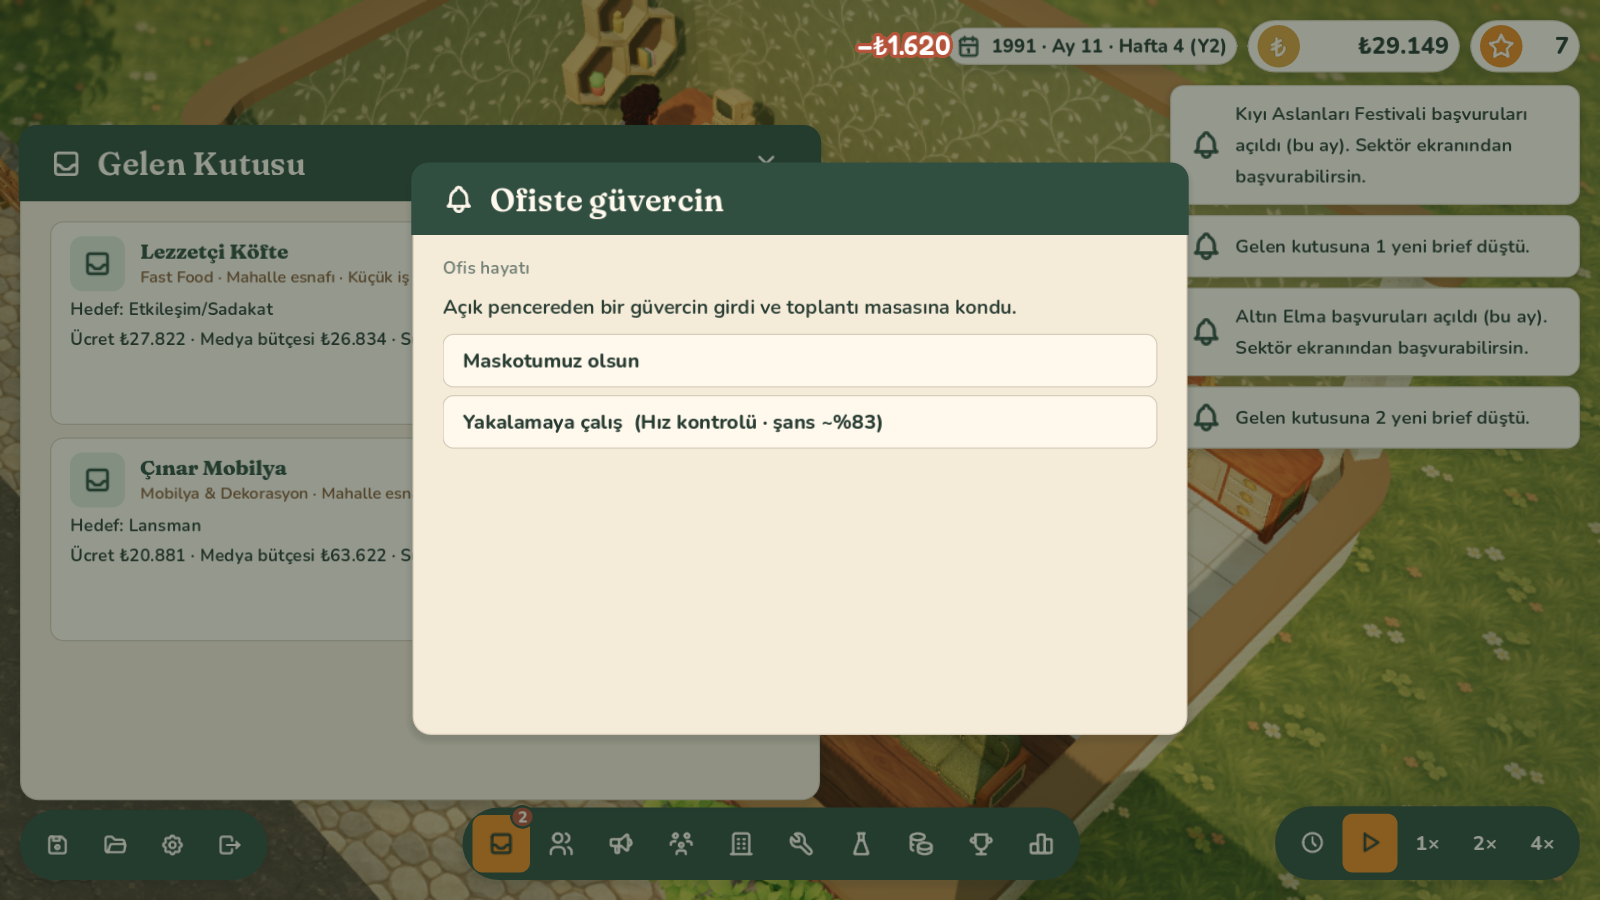 −₺1.620
1991 · Ay 11 · Hafta 4 (Y2)
₺29.149
7
Kıyı Aslanları Festivali başvuruları
açıldı (bu ay). Sektör ekranından
başvurabilirsin.
Gelen kutusuna 1 yeni brief düştü.
Altın Elma başvuruları açıldı (bu ay).
Sektör ekranından başvurabilirsin.
Gelen kutusuna 2 yeni brief düştü.
Gelen Kutusu
Lezzetçi Köfte
Fast Food · Mahalle esnafı · Küçük iş
Hedef: Etkileşim/Sadakat
Ücret ₺27.822 · Medya bütçesi ₺26.834 · S
Çınar Mobilya
Mobilya & Dekorasyon · Mahalle esn
Hedef: Lansman
Ücret ₺20.881 · Medya bütçesi ₺63.622 · S
Ofiste güvercin
Ofis hayatı
Açık pencereden bir güvercin girdi ve toplantı masasına kondu.
Maskotumuz olsun
Yakalamaya çalış (Hız kontrolü · şans ~%83)
2
1×
2×
4×